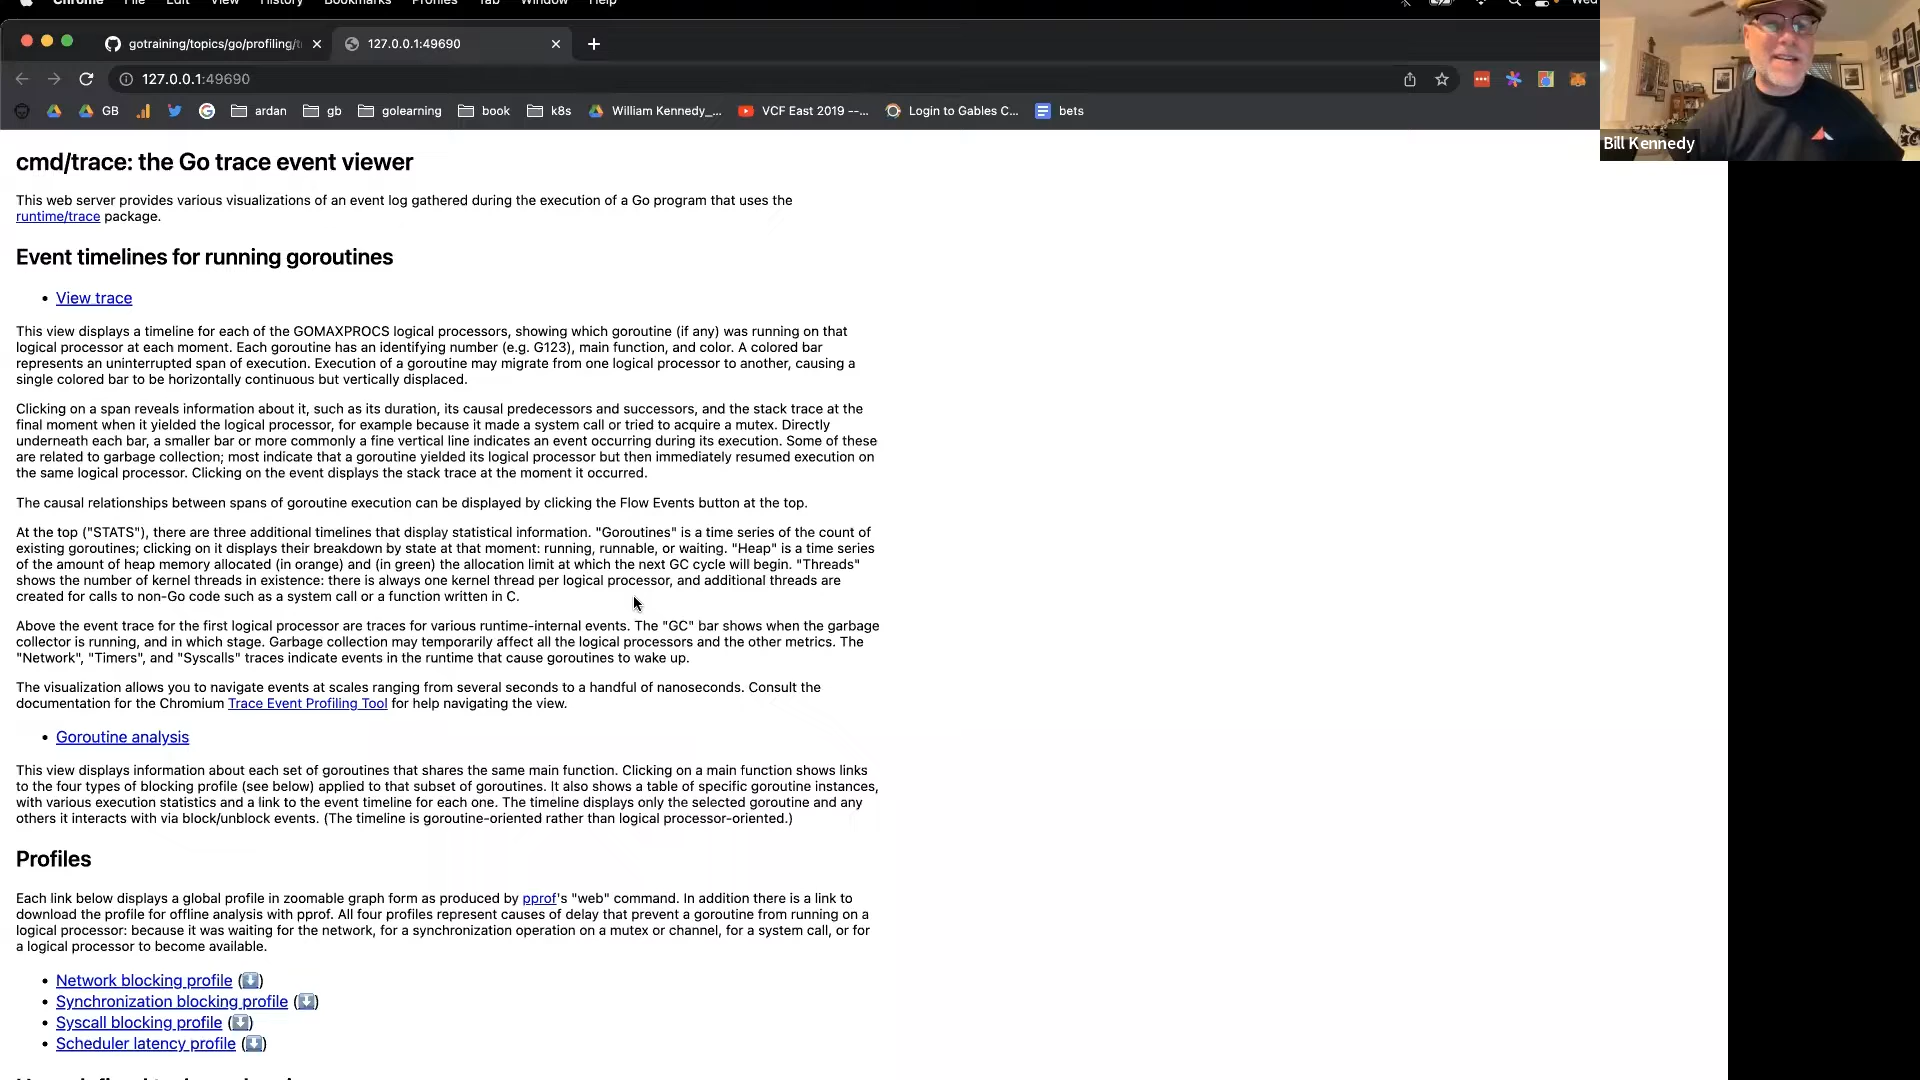 Chrome File Edit View History Bookmarks Profiles Tab Window Help Wed
gotraining/topics/go/profiling/t
127.0.0.1:49690
127.0.0.1:49690
GB ardan gb golearning book k8s William Kennedy_... VCF East 2019 --... Login to Gables C... bets
Bill Kennedy
cmd/trace: the Go trace event viewer
This web server provides various visualizations of an event log gathered during the execution of a Go program that uses the
runtime/trace package.
Event timelines for running goroutines
• View trace
This view displays a timeline for each of the GOMAXPROCS logical processors, showing which goroutine (if any) was running on that
logical processor at each moment. Each goroutine has an identifying number (e.g. G123), main function, and color. A colored bar
represents an uninterrupted span of execution. Execution of a goroutine may migrate from one logical processor to another, causing a
single colored bar to be horizontally continuous but vertically displaced.
Clicking on a span reveals information about it, such as its duration, its causal predecessors and successors, and the stack trace at the
final moment when it yielded the logical processor, for example because it made a system call or tried to acquire a mutex. Directly
underneath each bar, a smaller bar or more commonly a fine vertical line indicates an event occurring during its execution. Some of these
are related to garbage collection; most indicate that a goroutine yielded its logical processor but then immediately resumed execution on
the same logical processor. Clicking on the event displays the stack trace at the moment it occurred.
The causal relationships between spans of goroutine execution can be displayed by clicking the Flow Events button at the top.
At the top ("STATS"), there are three additional timelines that display statistical information. "Goroutines" is a time series of the count of
existing goroutines; clicking on it displays their breakdown by state at that moment: running, runnable, or waiting. "Heap" is a time series
of the amount of heap memory allocated (in orange) and (in green) the allocation limit at which the next GC cycle will begin. "Threads"
shows the number of kernel threads in existence: there is always one kernel thread per logical processor, and additional threads are
created for calls to non-Go code such as a system call or a function written in C.
Above the event trace for the first logical processor are traces for various runtime-internal events. The "GC" bar shows when the garbage
collector is running, and in which stage. Garbage collection may temporarily affect all the logical processors and the other metrics. The
"Network", "Timers", and "Syscalls" traces indicate events in the runtime that cause goroutines to wake up.
The visualization allows you to navigate events at scales ranging from several seconds to a handful of nanoseconds. Consult the
documentation for the Chromium Trace Event Profiling Tool for help navigating the view.
• Goroutine analysis
This view displays information about each set of goroutines that shares the same main function. Clicking on a main function shows links
to the four types of blocking profile (see below) applied to that subset of goroutines. It also shows a table of specific goroutine instances,
with various execution statistics and a link to the event timeline for each one. The timeline displays only the selected goroutine and any
others it interacts with via block/unblock events. (The timeline is goroutine-oriented rather than logical processor-oriented.)
Profiles
Each link below displays a global profile in zoomable graph form as produced by pprof's "web" command. In addition there is a link to
download the profile for offline analysis with pprof. All four profiles represent causes of delay that prevent a goroutine from running on a
logical processor: because it was waiting for the network, for a synchronization operation on a mutex or channel, for a system call, or for
a logical processor to become available.
• Network blocking profile (⬇)
• Synchronization blocking profile (⬇)
• Syscall blocking profile (⬇)
• Scheduler latency profile (⬇)